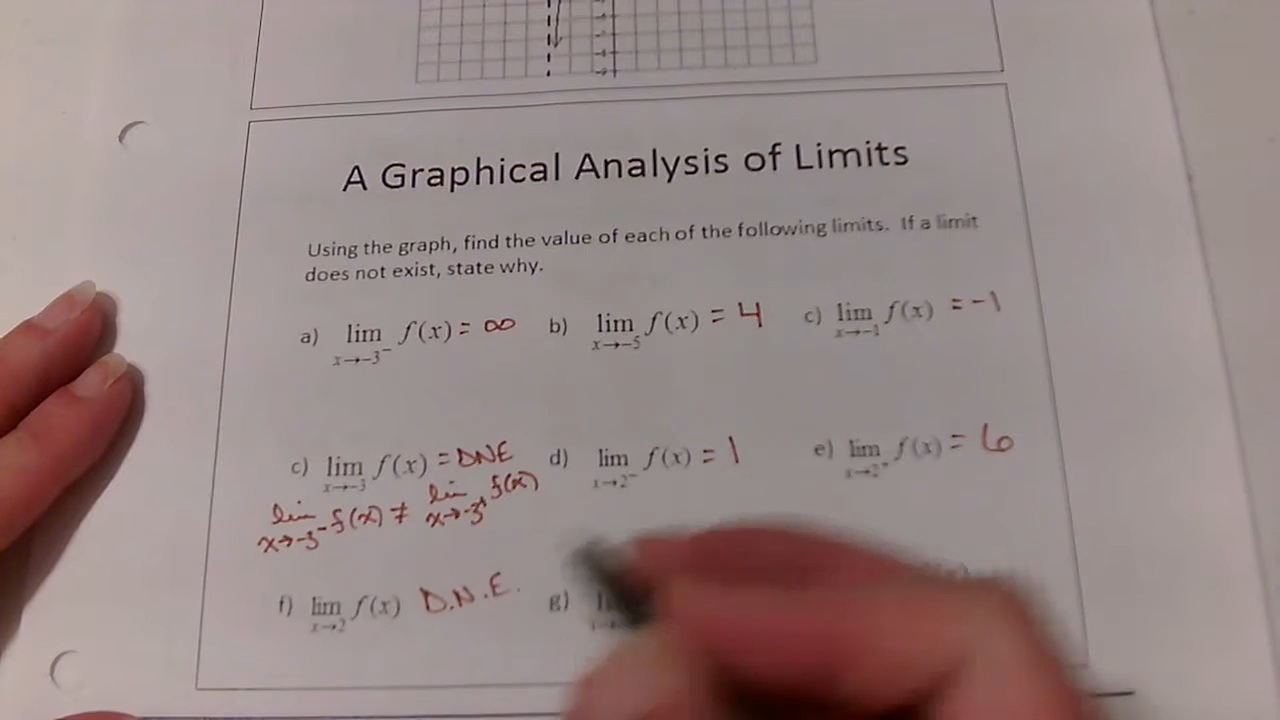 A Graphical Analysis of Limits
Using the graph, find the value of each of the following limits. If a limit
does not exist, state why.
a) lim x→-3⁻ f(x) = ∞ b) lim x→-5 f(x) = 4 c) lim x→-1 f(x) = -1
c) lim x→-3 f(x) = DNE d) lim x→2⁻ f(x) = 1 e) lim x→2⁺ f(x) = 6
lim x→-3⁻ f(x) ≠ lim x→-3⁺ f(x)
f) lim x→2 f(x) D.N.E. g)